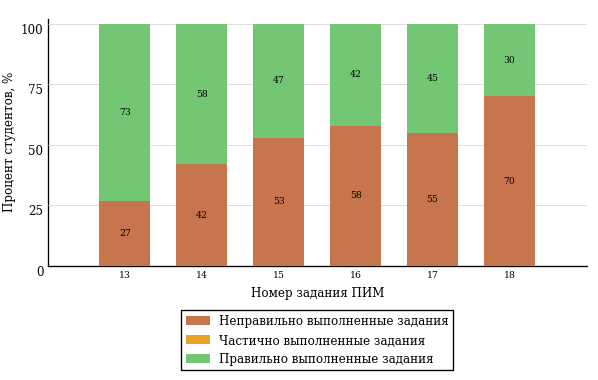 Процент студентов, %
100
75
50
25
0
73
58
47
42
45
30
27
42
53
58
55
70
13 14 15 16 17 18
Номер задания ПИМ
Неправильно выполненные задания
Частично выполненные задания
Правильно выполненные задания